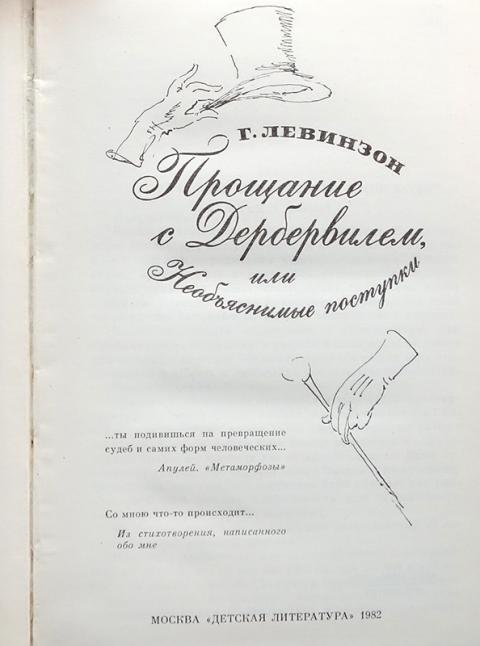 Г. ЛЕВИНЗОН
Прощание
с Дербервилем,
или
Необъяснимые поступки
...ты подивишься на превращение
судеб и самих форм человеческих...
Апулей. «Метаморфозы»
Со мною что-то происходит...
Из стихотворения, написанного
обо мне
МОСКВА «ДЕТСКАЯ ЛИТЕРАТУРА» 1982